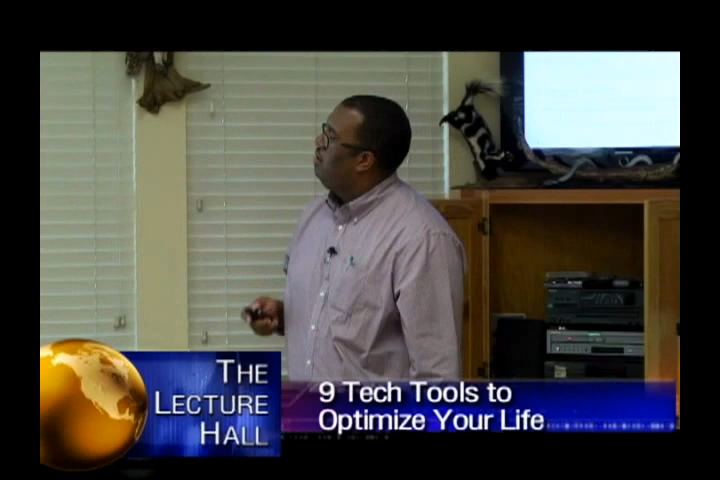 THE
LECTURE
HALL
9 Tech Tools to
Optimize Your Life